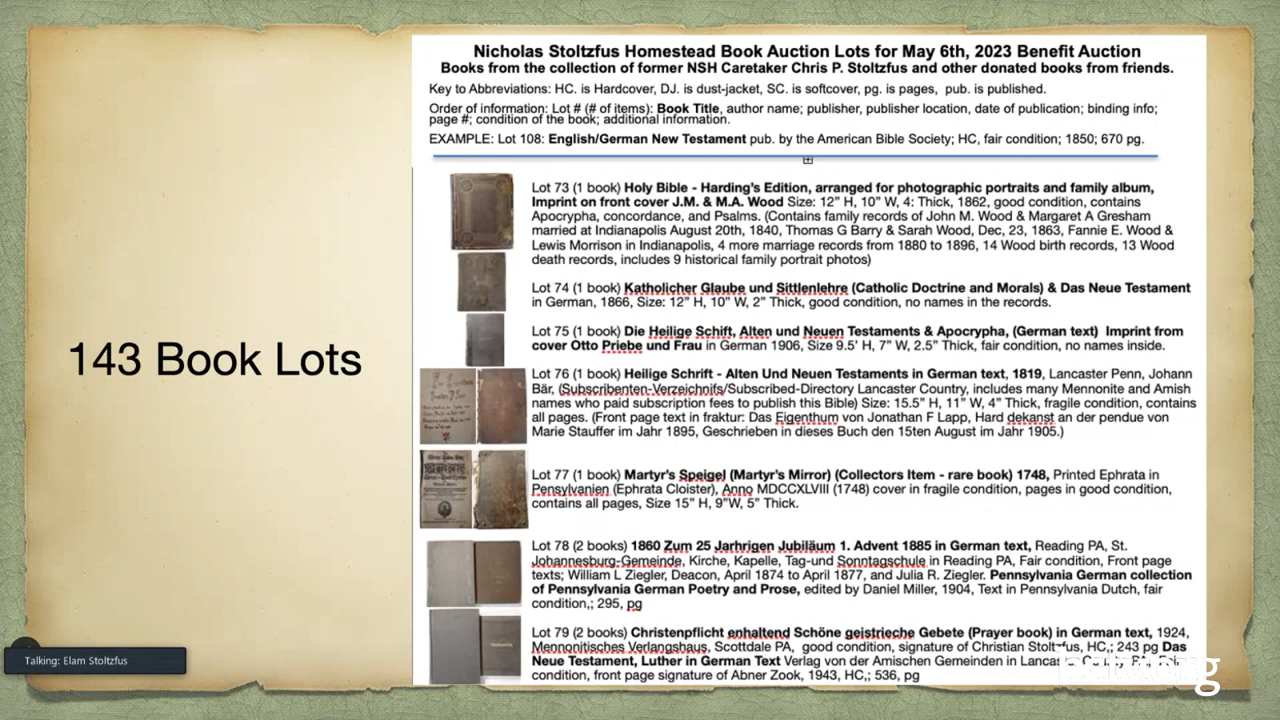 Nicholas Stoltzfus Homestead Book Auction Lots for May 6th, 2023 Benefit Auction
Books from the collection of former NSH Caretaker Chris P. Stoltzfus and other donated books from friends.
Key to Abbreviations: HC. is Hardcover, DJ. is dust-jacket, SC. is softcover, pg. is pages,  pub. is published.
Order of information: Lot # (# of items): Book Title, author name; publisher, publisher location, date of publication; binding info;
page #; condition of the book; additional information.
EXAMPLE: Lot 108: English/German New Testament pub. by the American Bible Society; HC, fair condition; 1850; 670 pg.
Lot 73 (1 book) Holy Bible - Harding's Edition, arranged for photographic portraits and family album,
Imprint on front cover J.M. & M.A. Wood Size: 12” H, 10” W, 4: Thick, 1862, good condition, contains
Apocrypha, concordance, and Psalms. (Contains family records of John M. Wood & Margaret A Gresham
married at Indianapolis August 20th, 1840, Thomas G Barry & Sarah Wood, Dec, 23, 1863, Fannie E. Wood &
Lewis Morrison in Indianapolis, 4 more marriage records from 1880 to 1896, 14 Wood birth records, 13 Wood
death records, includes 9 historical family portrait photos)
Lot 74 (1 book) Katholicher Glaube und Sittlenlehre (Catholic Doctrine and Morals) & Das Neue Testament
in German, 1866, Size: 12” H, 10” W, 2” Thick, good condition, no names in the records.
Lot 75 (1 book) Die Heilige Schift, Alten und Neuen Testaments & Apocrypha, (German text)  Imprint from
cover Otto Priebe und Frau in German 1906, Size 9.5' H, 7” W, 2.5” Thick, fair condition, no names inside.
Lot 76 (1 book) Heilige Schrift - Alten Und Neuen Testaments in German text, 1819, Lancaster Penn, Johann
Bär, (Subscribenten-Verzeichnifs/Subscribed-Directory Lancaster Country, includes many Mennonite and Amish
names who paid subscription fees to publish this Bible) Size: 15.5” H, 11” W, 4” Thick, fragile condition, contains
all pages. (Front page text in fraktur: Das Eigenthum von Jonathan F Lapp, Hard dekanst an der pendue von
Marie Stauffer im Jahr 1895, Geschrieben in dieses Buch den 15ten August im Jahr 1905.)
Lot 77 (1 book) Martyr's Speigel (Martyr's Mirror) (Collectors Item - rare book) 1748, Printed Ephrata in
Pensylvanien (Ephrata Cloister), Anno MDCCXLVIII (1748) cover in fragile condition, pages in good condition,
contains all pages, Size 15” H, 9”W, 5” Thick.
143 Book Lots
Lot 78 (2 books) 1860 Zum 25 Jarhrigen Jubiläum 1. Advent 1885 in German text, Reading PA, St.
Johannesburg-Gemeinde, Kirche, Kapelle, Tag-und Sonntagschule in Reading PA, Fair condition, Front page
texts; William L Ziegler, Deacon, April 1874 to April 1877, and Julia R. Ziegler. Pennsylvania German collection
of Pennsylvania German Poetry and Prose, edited by Daniel Miller, 1904, Text in Pennsylvania Dutch, fair
condition,; 295, pg
Lot 79 (2 books) Christenpflicht enhaltend Schöne geistrieche Gebete (Prayer book) in German text, 1924,
Mennonitisches Verlangshaus, Scottdale PA,  good condition, signature of Christian Stoltzfus, HC,; 243 pg Das
Neue Testament, Luther in German Text Verlag von der Amischen Gemeinden in
condition, front page signature of Abner Zook, 1943, HC,; 536, pg
Talking: Elam Stoltzfus